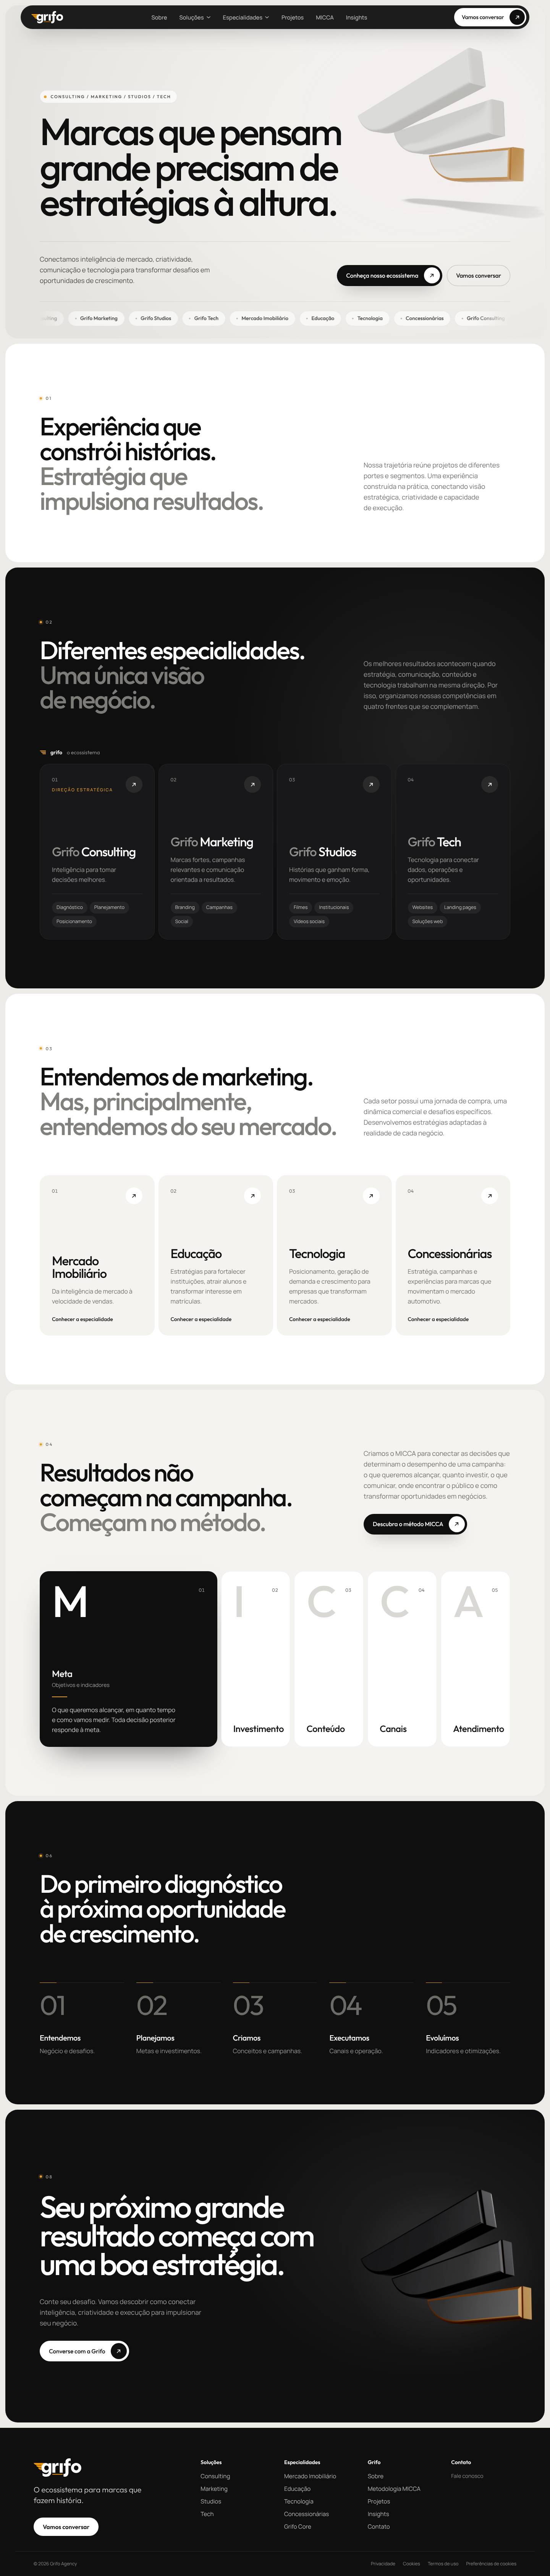 grifo
Sobre
Soluções
Especialidades
Projetos
MICCA
Insights
Vamos conversar
CONSULTING / MARKETING / STUDIOS / TECH
Marcas que pensam
grande precisam de
estratégias à altura.
Conectamos inteligência de mercado, criatividade,
comunicação e tecnologia para transformar desafios em
oportunidades de crescimento.
Conheça nosso ecossistema
Vamos conversar
Grifo Marketing
Grifo Studios
Grifo Tech
Mercado Imobiliário
Educação
Tecnologia
Concessionárias
Grifo Consulting
01
Experiência que
constrói histórias.
Estratégia que
impulsiona resultados.
Nossa trajetória reúne projetos de diferentes
portes e segmentos. Uma experiência
construída na prática, conectando visão
estratégica, criatividade e capacidade
de execução.
02
Diferentes especialidades.
Uma única visão
de negócio.
Os melhores resultados acontecem quando
estratégia, comunicação, conteúdo e
tecnologia trabalham na mesma direção. Por
isso, organizamos nossas competências em
quatro frentes que se complementam.
grifo o ecossistema
01
DIREÇÃO ESTRATÉGICA
Grifo Consulting
Inteligência para tomar
decisões melhores.
Diagnóstico
Planejamento
Posicionamento
02
Grifo Marketing
Marcas fortes, campanhas
relevantes e comunicação
orientada a resultados.
Branding
Campanhas
Social
03
Grifo Studios
Histórias que ganham forma,
movimento e emoção.
Filmes
Institucionais
Vídeos sociais
04
Grifo Tech
Tecnologia para conectar
dados, operações e
oportunidades.
Websites
Landing pages
Soluções web
03
Entendemos de marketing.
Mas, principalmente,
entendemos do seu mercado.
Cada setor possui uma jornada de compra, uma
dinâmica comercial e desafios específicos.
Desenvolvemos estratégias adaptadas à
realidade de cada negócio.
01
Mercado
Imobiliário
Da inteligência de mercado à
velocidade de vendas.
Conhecer a especialidade
02
Educação
Estratégias para fortalecer
instituições, atrair alunos e
transformar interesse em
matrículas.
Conhecer a especialidade
03
Tecnologia
Posicionamento, geração de
demanda e crescimento para
empresas que transformam
mercados.
Conhecer a especialidade
04
Concessionárias
Estratégia, campanhas e
experiências para marcas que
movimentam o mercado
automotivo.
Conhecer a especialidade
04
Resultados não
começam na campanha.
Começam no método.
Criamos o MICCA para conectar as decisões que
determinam o desempenho de uma campanha:
o que queremos alcançar, quanto investir, o que
comunicar, onde encontrar o público e como
transformar oportunidades em negócios.
Descubra o método MICCA
M
01
Meta
Objetivos e indicadores
O que queremos alcançar, em quanto tempo
e como vamos medir. Toda decisão posterior
responde à meta.
I
02
Investimento
C
03
Conteúdo
C
04
Canais
A
05
Atendimento
06
Do primeiro diagnóstico
à próxima oportunidade
de crescimento.
01
Entendemos
Negócio e desafios.
02
Planejamos
Metas e investimentos.
03
Criamos
Conceitos e campanhas.
04
Executamos
Canais e operação.
05
Evoluímos
Indicadores e otimizações.
08
Seu próximo grande
resultado começa com
uma boa estratégia.
Conte seu desafio. Vamos descobrir como conectar
inteligência, criatividade e execução para impulsionar
seu negócio.
Converse com a Grifo
grifo
O ecossistema para marcas que
fazem história.
Vamos conversar
Soluções
Consulting
Marketing
Studios
Tech
Especialidades
Mercado Imobiliário
Educação
Tecnologia
Concessionárias
Grifo Core
Grifo
Sobre
Metodologia MICCA
Projetos
Insights
Contato
Contato
Fale conosco
© 2026 Grifo Agency
Privacidade
Cookies
Termos de uso
Preferências de cookies